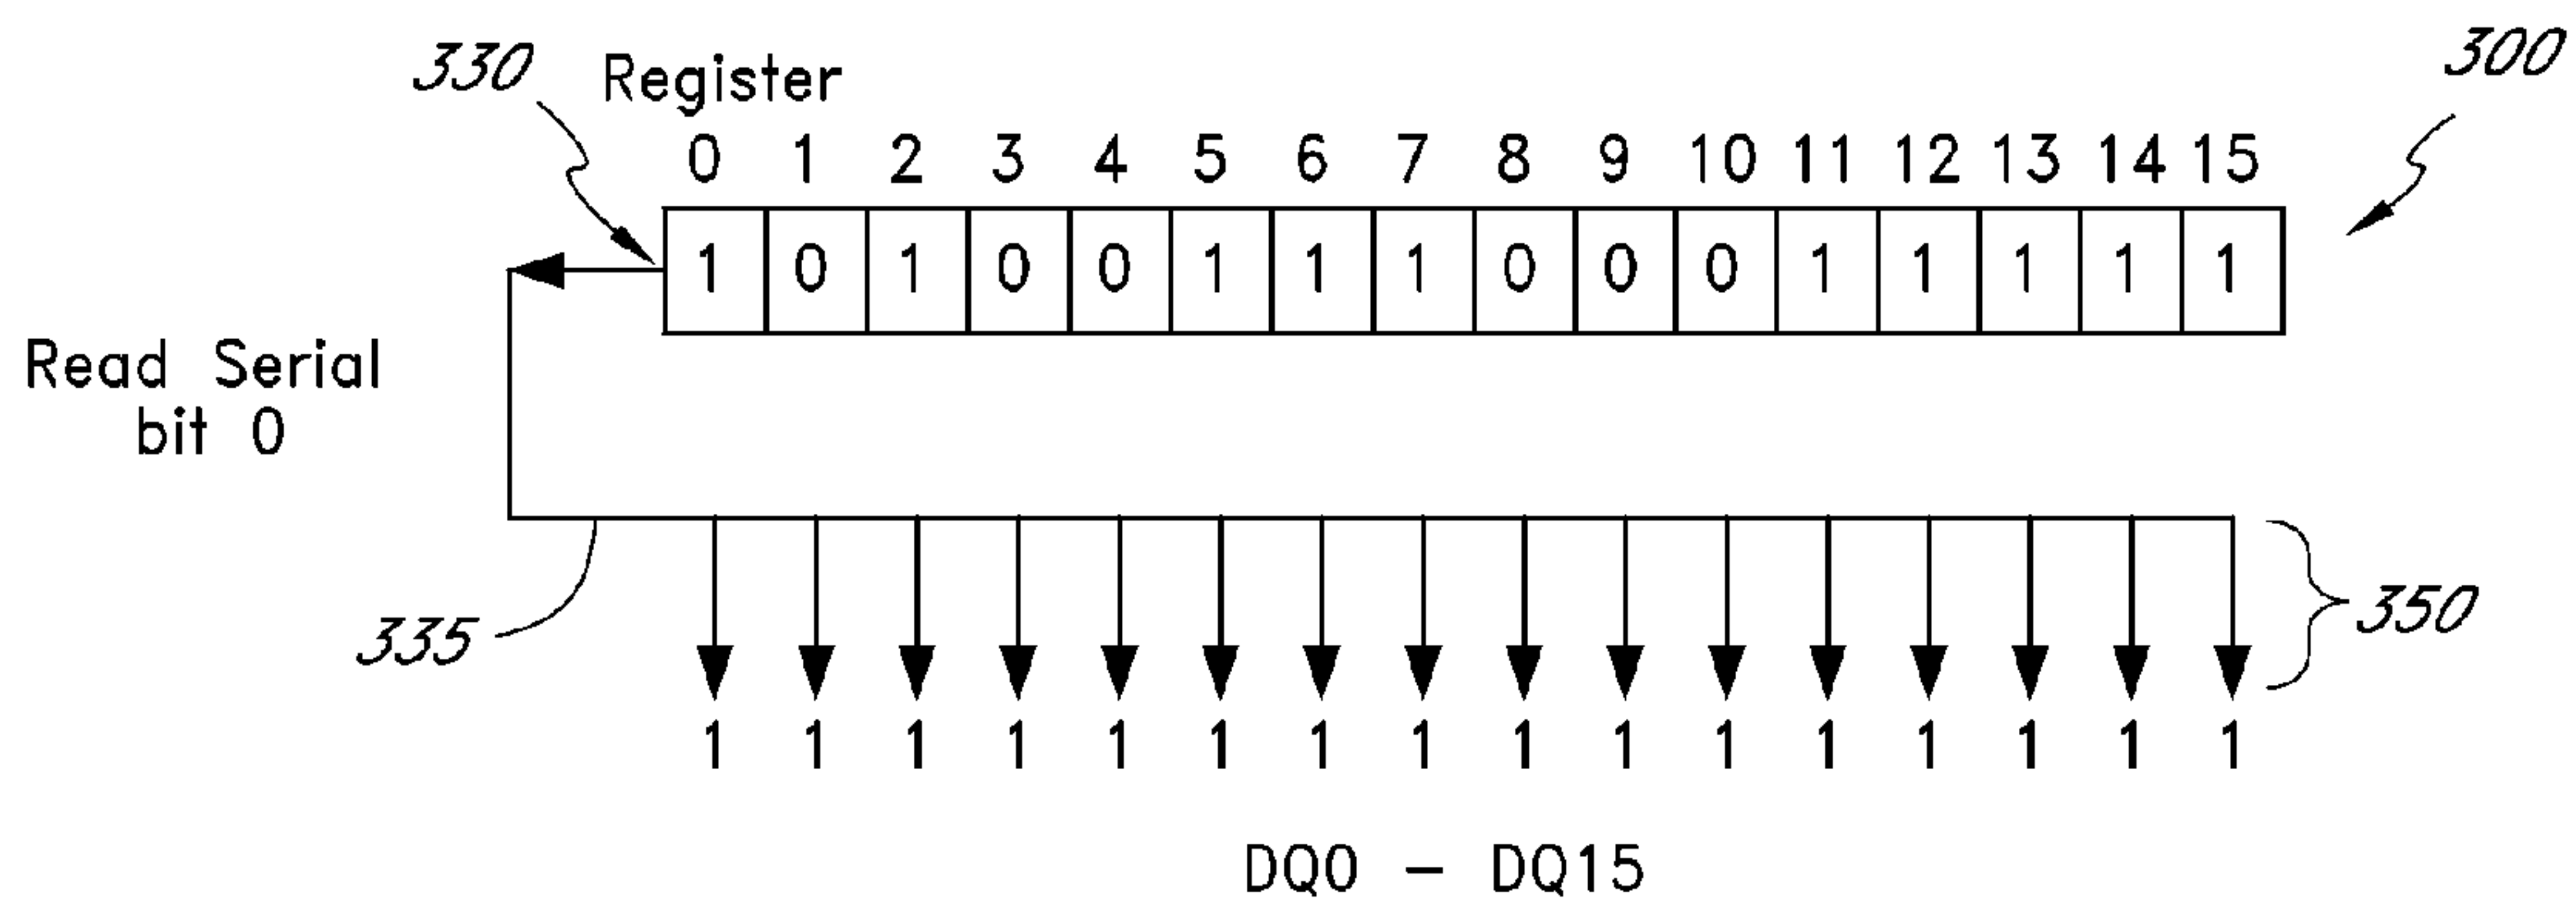 330 Register 300
0 1 2 3 4 5 6 7 8 9 10 11 12 13 14 15
1 0 1 0 0 1 1 1 0 0 0 1 1 1 1 1
Read Serial
bit 0
335 350
1 1 1 1 1 1 1 1 1 1 1 1 1 1 1 1
DQ0 – DQ15